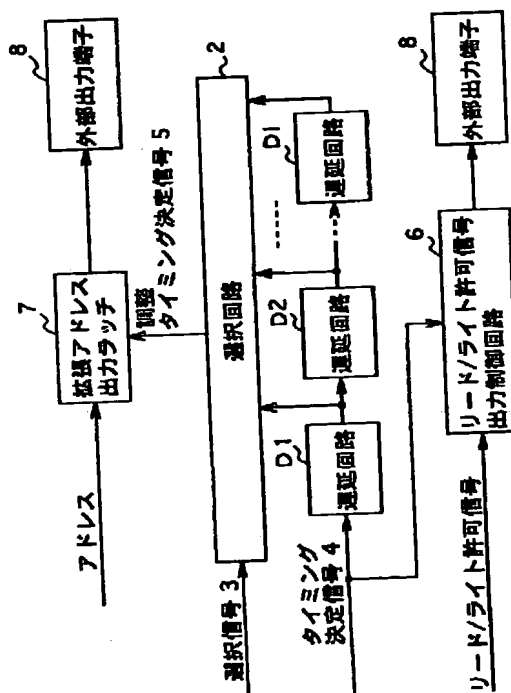 アドレス
7
拡張アドレス
出力ラッチ
8
外部出力端子
調整
タイミング決定信号 5
2
選択信号 3
選択回路
タイミング
決定信号 4
D1
遅延回路
D2
遅延回路
D1
遅延回路
リード/ライト許可信号
6
リード/ライト許可信号
出力制御回路
8
外部出力端子